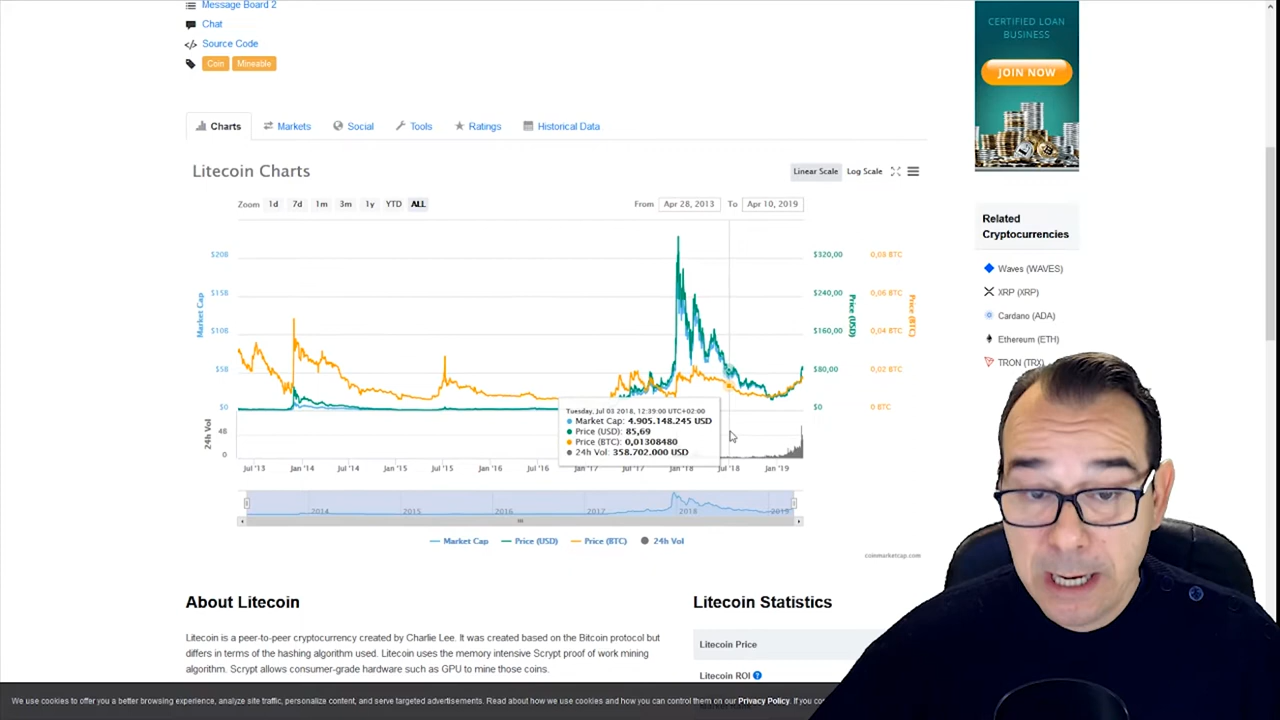 Message Board 2
Chat
Source Code
Coin Mineable
CERTIFIED LOAN
BUSINESS
JOIN NOW
Charts Markets Social Tools Ratings Historical Data
Litecoin Charts
Linear Scale Log Scale
Zoom 1d 7d 1m 3m 1y YTD ALL
From Apr 28, 2013 To Apr 10, 2019
Related
Cryptocurrencies
Waves (WAVES)
XRP (XRP)
Cardano (ADA)
Ethereum (ETH)
TRON (TRX)
$20B $320,00 0,08 BTC
$15B $240,00 0,06 BTC
$10B $160,00 0,04 BTC
$5B $80,00 0,02 BTC
$0 $0 0 BTC
Market Cap
Price (USD)
Price (BTC)
24h Vol
4B
0
Tuesday, Jul 03 2018, 12:39:00 UTC+02:00
Market Cap: 4.905.148.245 USD
Price (USD): 85,69
Price (BTC): 0,01308480
24h Vol: 358.702.000 USD
Jul '13 Jan '14 Jul '14 Jan '15 Jul '15 Jan '16 Jul '16 Jan '17 Jul '17 Jan '18 Jul '18 Jan '19
2014 2015 2016 2017 2018 2019
Market Cap Price (USD) Price (BTC) 24h Vol
coinmarketcap.com
About Litecoin
Litecoin is a peer-to-peer cryptocurrency created by Charlie Lee. It was created based on the Bitcoin protocol but
differs in terms of the hashing algorithm used. Litecoin uses the memory intensive Scrypt proof of work mining
algorithm. Scrypt allows consumer-grade hardware such as GPU to mine those coins.
Litecoin Statistics
Litecoin Price
Litecoin ROI ?
We use cookies to offer you a better browsing experience, analyze site traffic, personalize content, and serve targeted advertisements. Read about how we use cookies and how you can control them on our Privacy Policy. If you